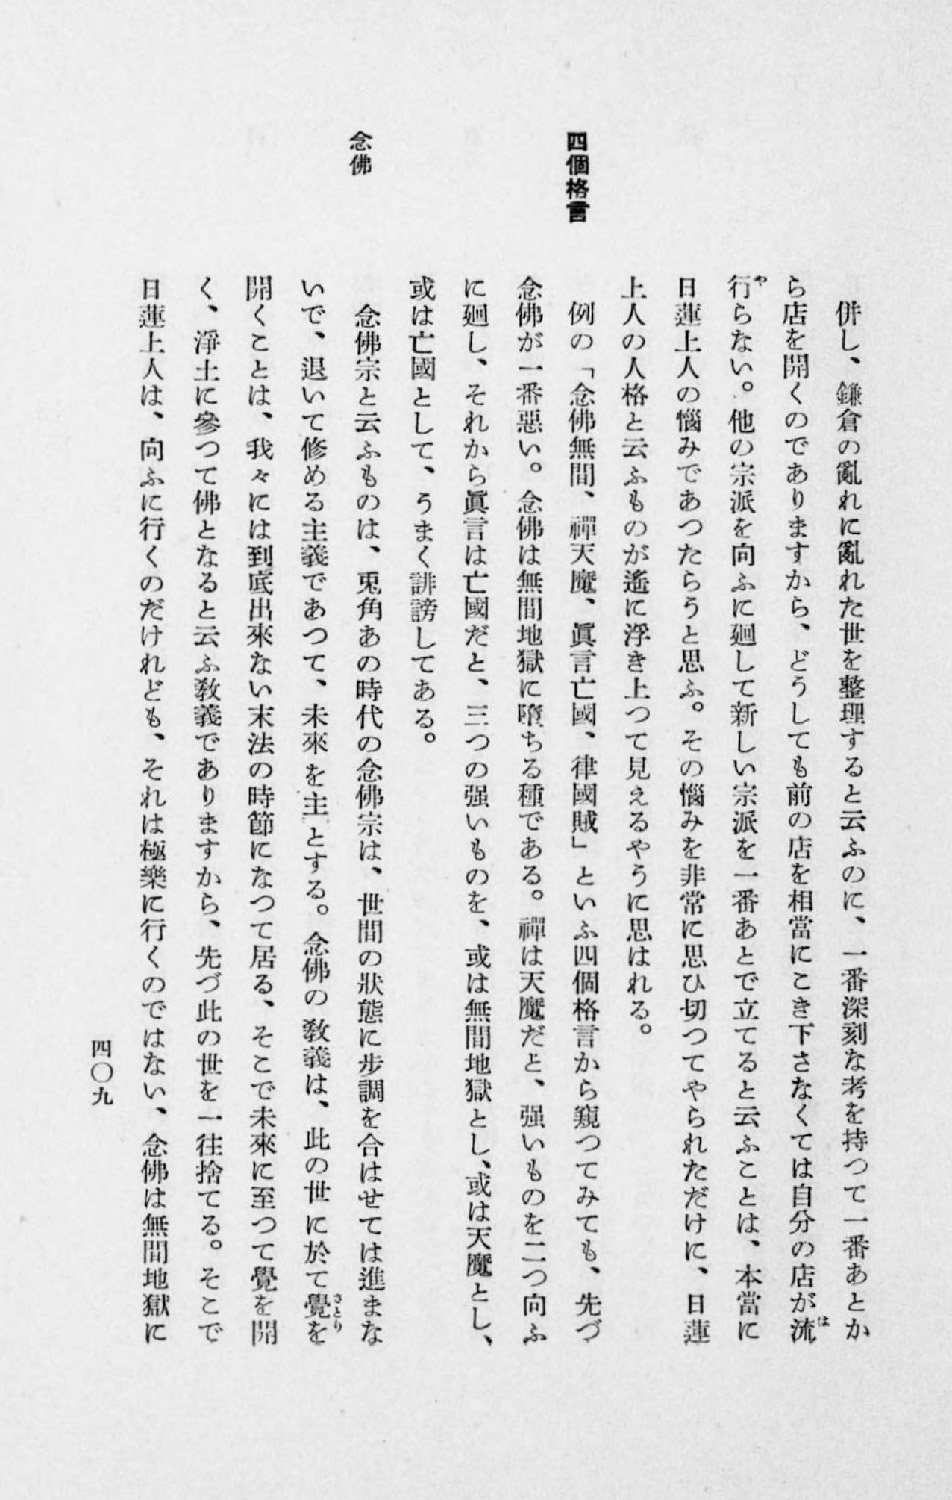 四個格言
念佛
併し、鎌倉の亂れに亂れた世を整理すると云ふのに、一番深刻な考を持つて一番あとか
ら店を開くのでありますから、どうしても前の店を相當にこき下さなくては自分の店が流は
行やらない。他の宗派を向ふに廻して新しい宗派を一番あとで立てると云ふことは、本當に
日蓮上人の惱みであつたらうと思ふ。その惱みを非常に思ひ切つてやられただけに、日蓮
上人の人格と云ふものが遙に浮き上つて見えるやうに思はれる。
例の「念佛無間、禪天魔、眞言亡國、律國賊」といふ四個格言から窺つてみても、先づ
念佛が一番惡い。念佛は無間地獄に墮ちる種である。禪は天魔だと、强いものを二つ向ふ
に廻し、それから眞言は亡國だと、三つの强いものを、或は無間地獄とし、或は天魔とし、
或は亡國として、うまく誹謗してある。
念佛宗と云ふものは、兎角あの時代の念佛宗は、世間の狀態に步調を合はせては進まな
いで、退いて修める主義であつて、未來を主とする。念佛の敎義は、此の世に於て覺さとりを
開くことは、我々には到底出來ない末法の時節になつて居る、そこで未來に至つて覺を開
く、淨土に參つて佛となると云ふ敎義でありますから、先づ此の世を一往捨てる。そこで
日蓮上人は、向ふに行くのだけれども、それは極樂に行くのではない、念佛は無間地獄に
四〇九